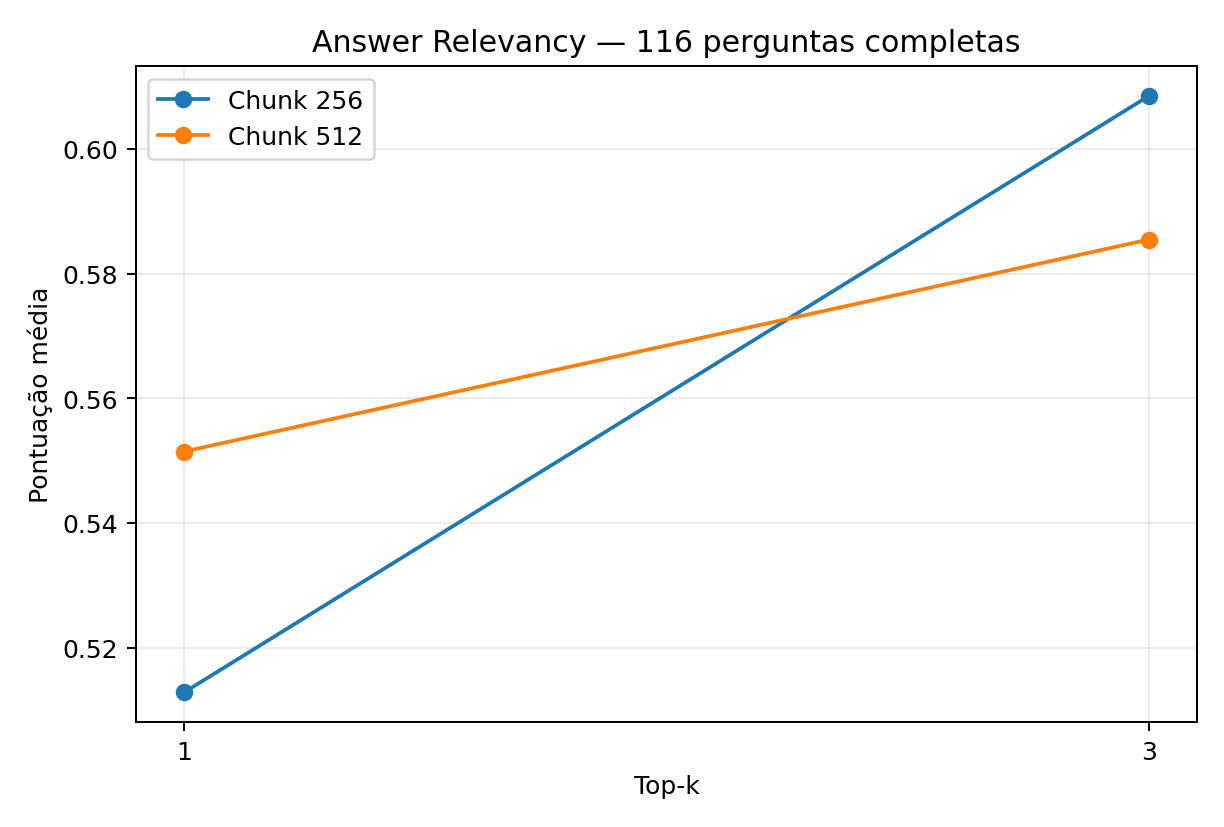 Answer Relevancy — 116 perguntas completas
Chunk 256
Chunk 512
0.60
0.58
0.56
0.54
0.52
Pontuação média
1
3
Top-k